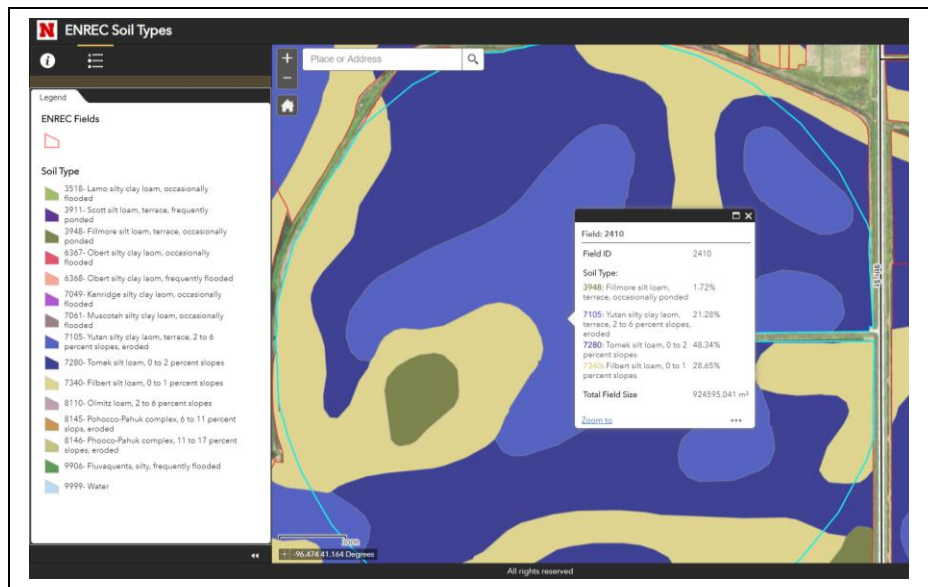 N ENREC Soil Types
Place or Address
Legend
ENREC Fields
Soil Type
3518- Lamo silty clay loam, occasionally
flooded
3911- Scott silt loam, terrace, frequently
ponded
3948- Fillmore silt loam, terrace, occasionally
ponded
6367- Obert silty clay laom, occasionally
flooded
6368- Obert silty clay laom, frequently flooded
7049- Kenridge silty clay laom, occasionally
flooded
7061- Muscotah silty clay loam, occasionally
flooded
7105- Yutan silty clay laom, terrace, 2 to 6
percent slopes, eroded
7280- Tomek silt loam, 0 to 2 percent slopes
7340- Filbert silt loam, 0 to 1 percent slopes
8110- Olmitz loam, 2 to 6 percent slopes
8145- Pohocco-Pahuk complex, 6 to 11 percent
slops, eroded
8146- Phooco-Pahuk complex, 11 to 17 percent
slopes, eroded
9906- Fluvaquents, silty, frequently flooded
9999- Water
Field: 2410
Field ID 2410
Soil Type:
3948: Fillmore silt loam, 1.72%
terrace, occasionally ponded
7105: Yutan silty clay laom, 21.28%
terrace, 2 to 6 percent slopes,
eroded
7280: Tomek silt loam, 0 to 2 48.34%
percent slopes
7340: Filbert silt loam, 0 to 1 28.65%
percent slopes
Total Field Size 924595.041 m²
Zoom to
-96.474 41.164 Degrees
All rights reserved